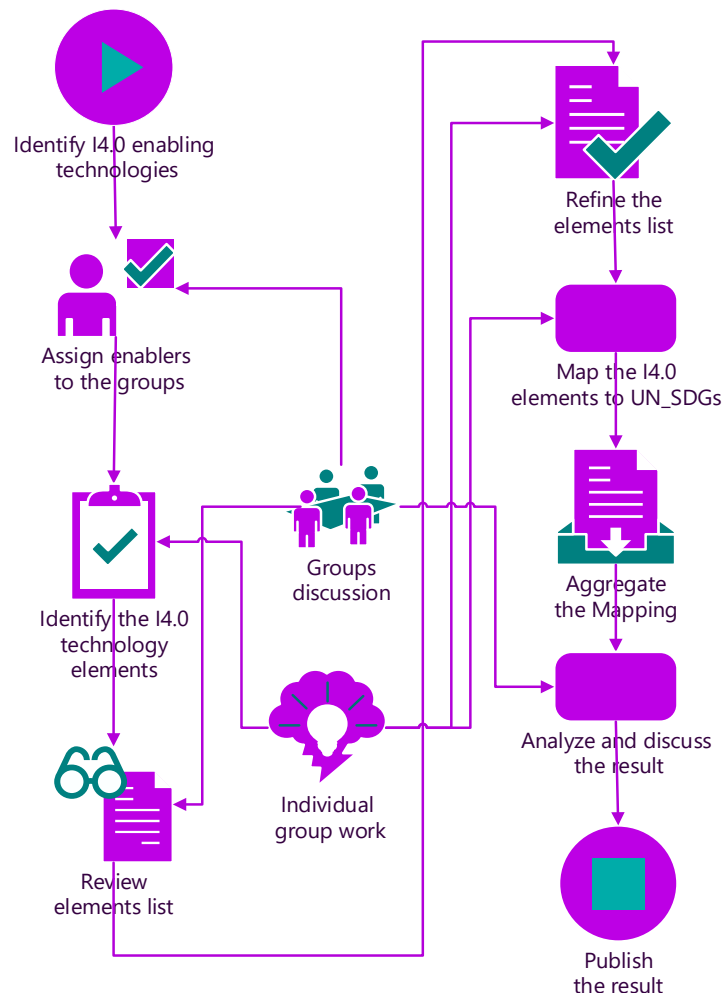 Identify I4.0 enabling
technologies
Assign enablers
to the groups
Identify the I4.0
technology
elements
Review
elements list
Groups
discussion
Individual
group work
Refine the
elements list
Map the I4.0
elements to UN_SDGs
Aggregate
the Mapping
Analyze and discuss
the result
Publish
the result